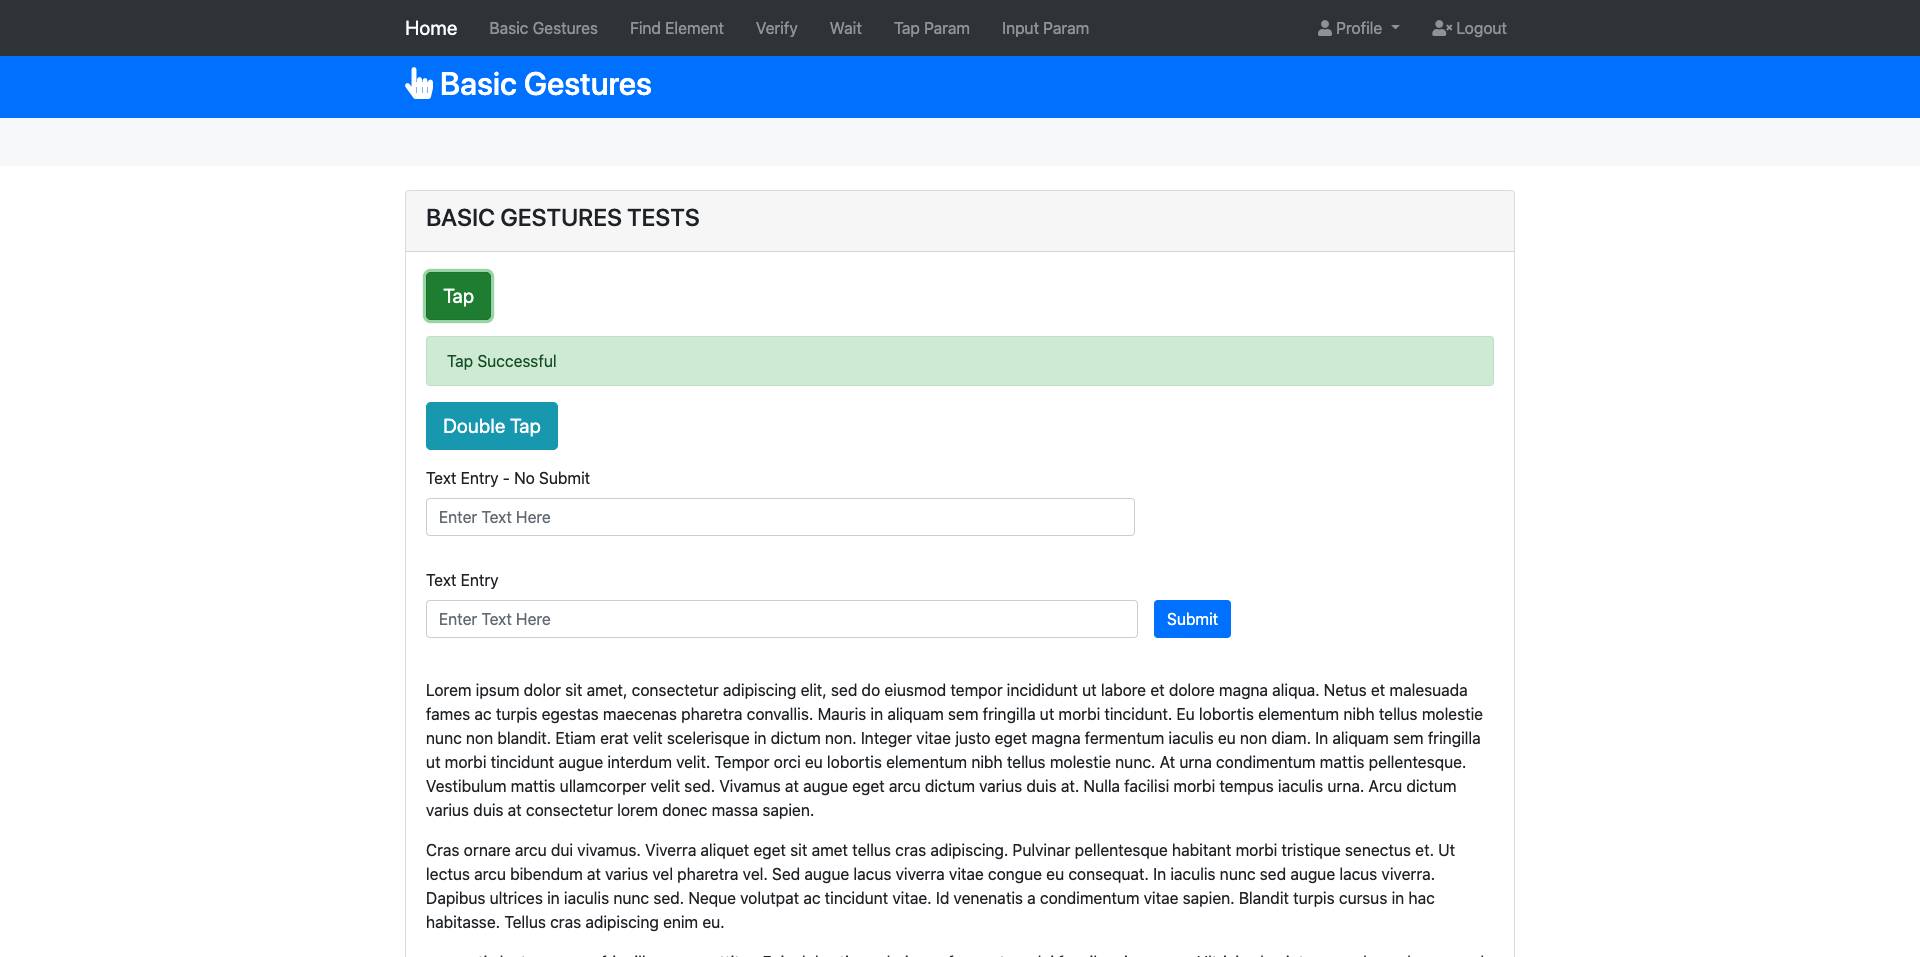 Home Basic Gestures Find Element Verify Wait Tap Param Input Param Profile Logout
Basic Gestures
BASIC GESTURES TESTS
Tap
Tap Successful
Double Tap
Text Entry - No Submit
Enter Text Here
Text Entry
Enter Text Here Submit
Lorem ipsum dolor sit amet, consectetur adipiscing elit, sed do eiusmod tempor incididunt ut labore et dolore magna aliqua. Netus et malesuada
fames ac turpis egestas maecenas pharetra convallis. Mauris in aliquam sem fringilla ut morbi tincidunt. Eu lobortis elementum nibh tellus molestie
nunc non blandit. Etiam erat velit scelerisque in dictum non. Integer vitae justo eget magna fermentum iaculis eu non diam. In aliquam sem fringilla
ut morbi tincidunt augue interdum velit. Tempor orci eu lobortis elementum nibh tellus molestie nunc. At urna condimentum mattis pellentesque.
Vestibulum mattis ullamcorper velit sed. Vivamus at augue eget arcu dictum varius duis at. Nulla facilisi morbi tempus iaculis urna. Arcu dictum
varius duis at consectetur lorem donec massa sapien.
Cras ornare arcu dui vivamus. Viverra aliquet eget sit amet tellus cras adipiscing. Pulvinar pellentesque habitant morbi tristique senectus et. Ut
lectus arcu bibendum at varius vel pharetra vel. Sed augue lacus viverra vitae congue eu consequat. In iaculis nunc sed augue lacus viverra.
Dapibus ultrices in iaculis nunc sed. Neque volutpat ac tincidunt vitae. Id venenatis a condimentum vitae sapien. Blandit turpis cursus in hac
habitasse. Tellus cras adipiscing enim eu.